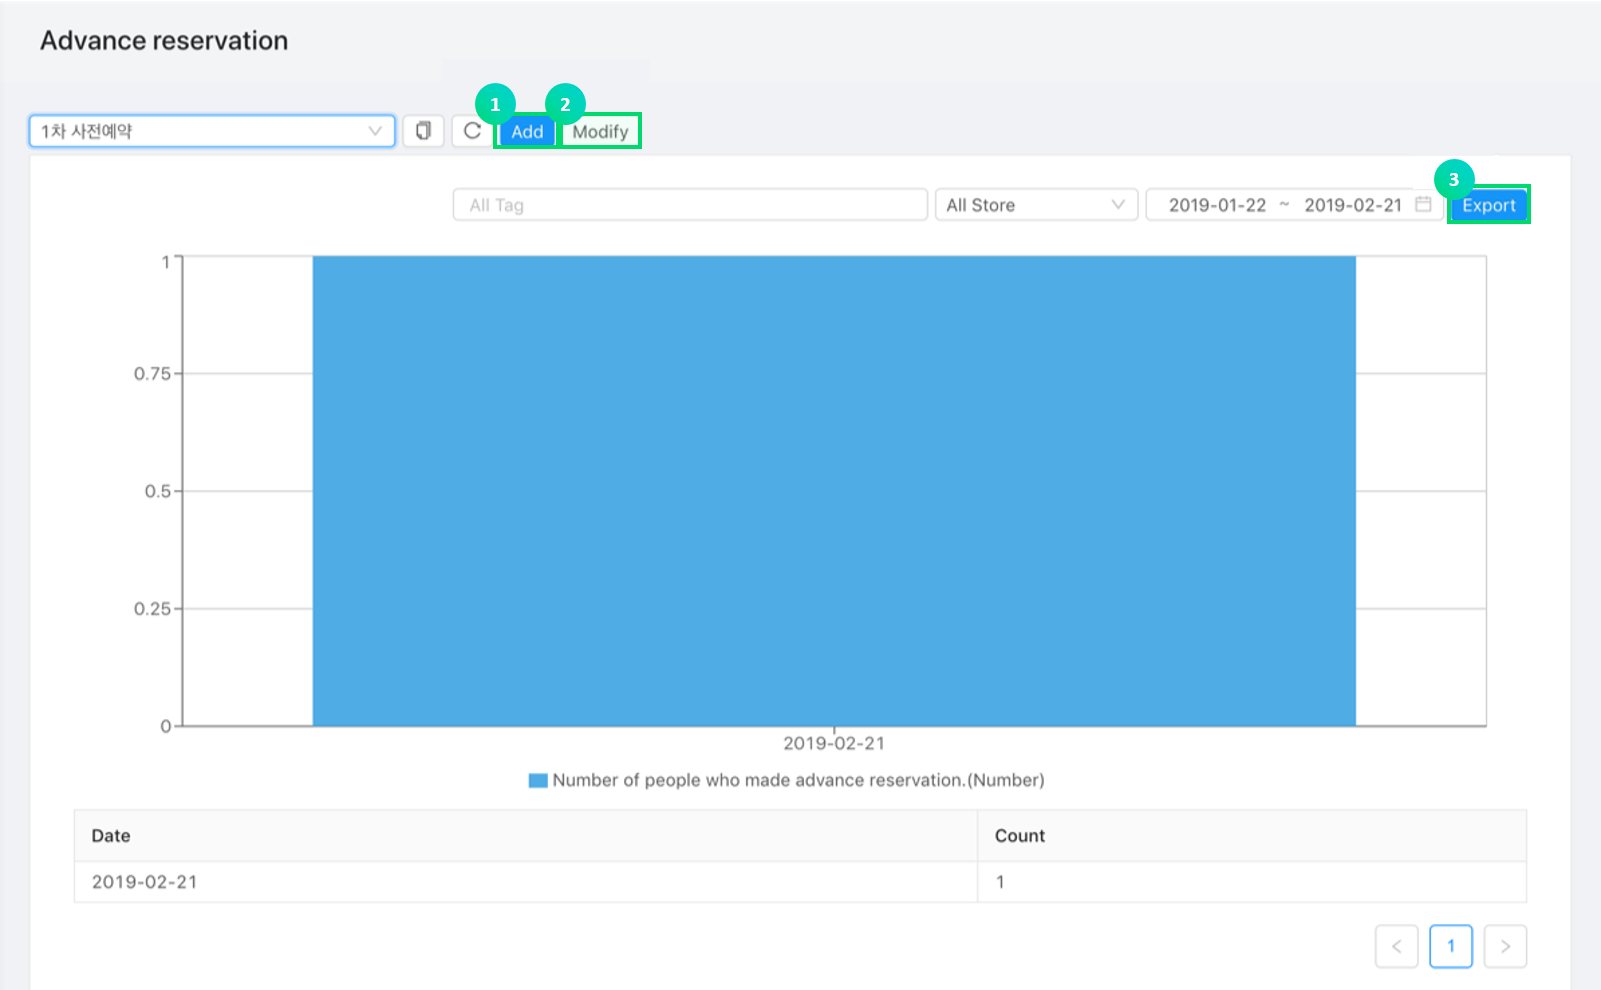 Advance reservation
1 2
1차 사전예약 Add Modify
3
All Tag All Store 2019-01-22 ~ 2019-02-21 Export
1
0.75
0.5
0.25
0
2019-02-21
Number of people who made advance reservation.(Number)
Date Count
2019-02-21 1
< 1 >